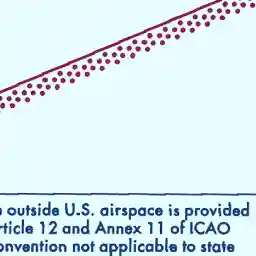 outside U.S. airspace is provided
rticle 12 and Annex 11 of ICAO
onvention not applicable to state